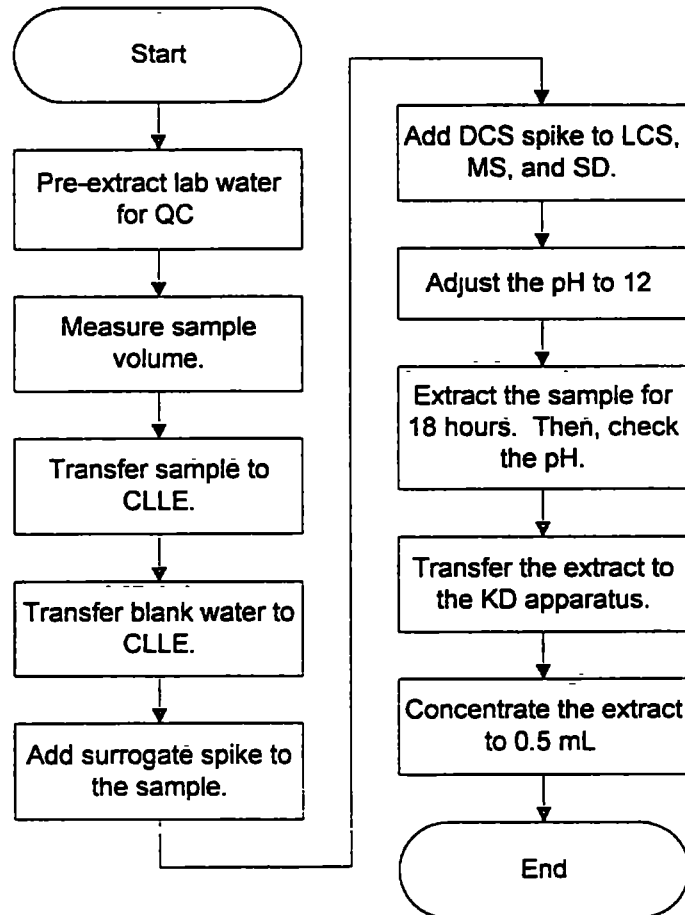 Start
Pre-extract lab water
for QC
Measure sample
volume.
Transfer sample to
CLLE.
Transfer blank water to
CLLE.
Add surrogate spike to
the sample.
Add DCS spike to LCS,
MS, and SD.
Adjust the pH to 12
Extract the sample for
18 hours. Then, check
the pH.
Transfer the extract to
the KD apparatus.
Concentrate the extract
to 0.5 mL
End